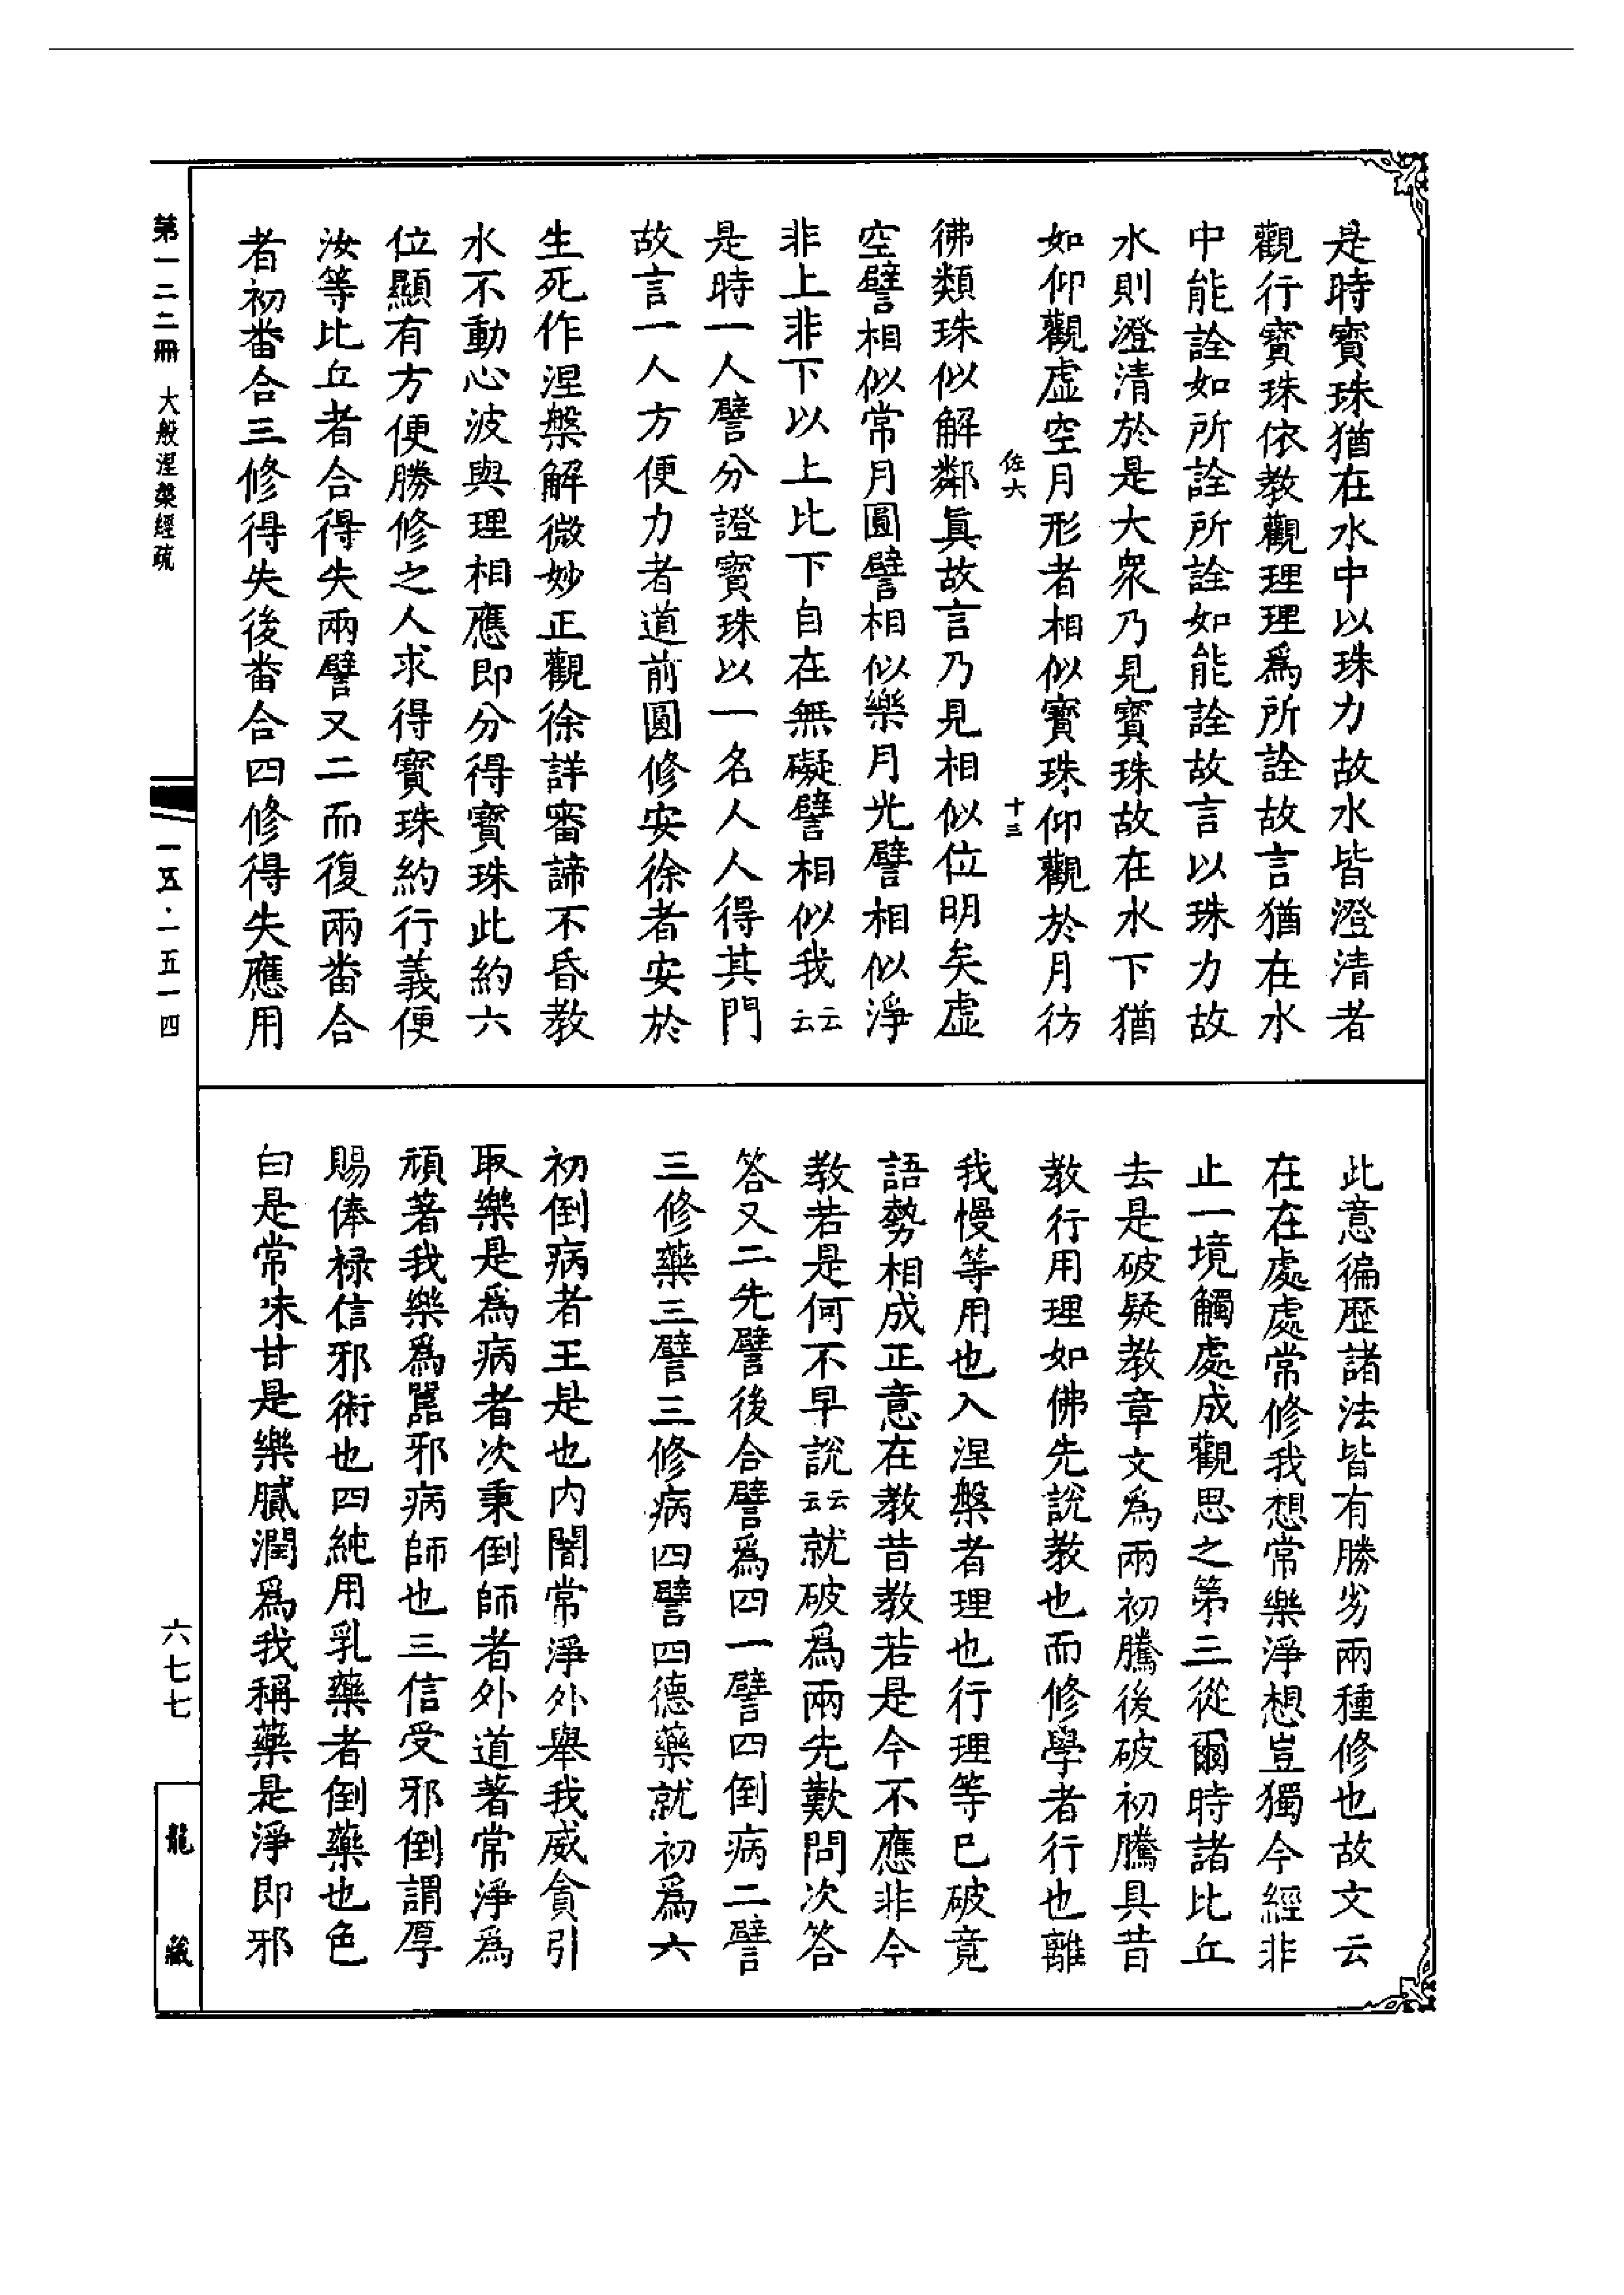 是時寳珠猶在水中以珠力故水皆澄清者
觀行寳珠依教觀理理爲所詮故言猶在水
中能詮如所詮所詮如能詮故言以珠力故
水則澄清於是大衆乃見寳珠故在水下猶
如仰觀虛空月形者相似寳珠仰觀於月彷
佐六 十三
彿類珠似解鄰眞故言乃見相似位明矣虛
空譬相似常月圓譬相似樂月光譬相似淨
非上非下以上比下自在無礙譬相似我云云
是時一人譬分證寳珠以一名人人得其門
故言一人方便力者道前圓修安徐者安於
生死作涅槃解微妙正觀徐詳審諦不昏教
水不動心波與理相應即分得寳珠此約六
位顯有方便勝修之人求得寳珠約行義便
汝等比丘者合得失兩譬又二而復兩畨合
者初畨合三修得失後畨合四修得失應用
此意徧歷諸法皆有勝劣兩種修也故文云
在在處處常修我想常樂淨想豈獨今經非
止一境觸處成觀思之第三從爾時諸比丘
去是破疑教章文爲兩初騰後破初騰具昔
教行用理如佛先說教也而修學者行也離
我慢等用也入涅槃者理也行理等已破竟
語勢相成正意在教昔教若是今不應非今
教若是何不早說云云就破爲兩先歎問次答
答又二先譬後合譬爲四一譬四倒病二譬
三修藥三譬三修病四譬四德藥就初爲六
初倒病者王是也内闇常淨外舉我威貪引
取樂是爲病者次秉倒師者外道著常淨爲
頑著我樂爲嚚邪病師也三信受邪倒謂厚
賜俸禄信邪術也四純用乳藥者倒藥也色
白是常味甘是樂膩潤爲我稱藥是淨即邪
第一二二冊 大般涅槃經疏
一五·一五一四
六七七
龍藏